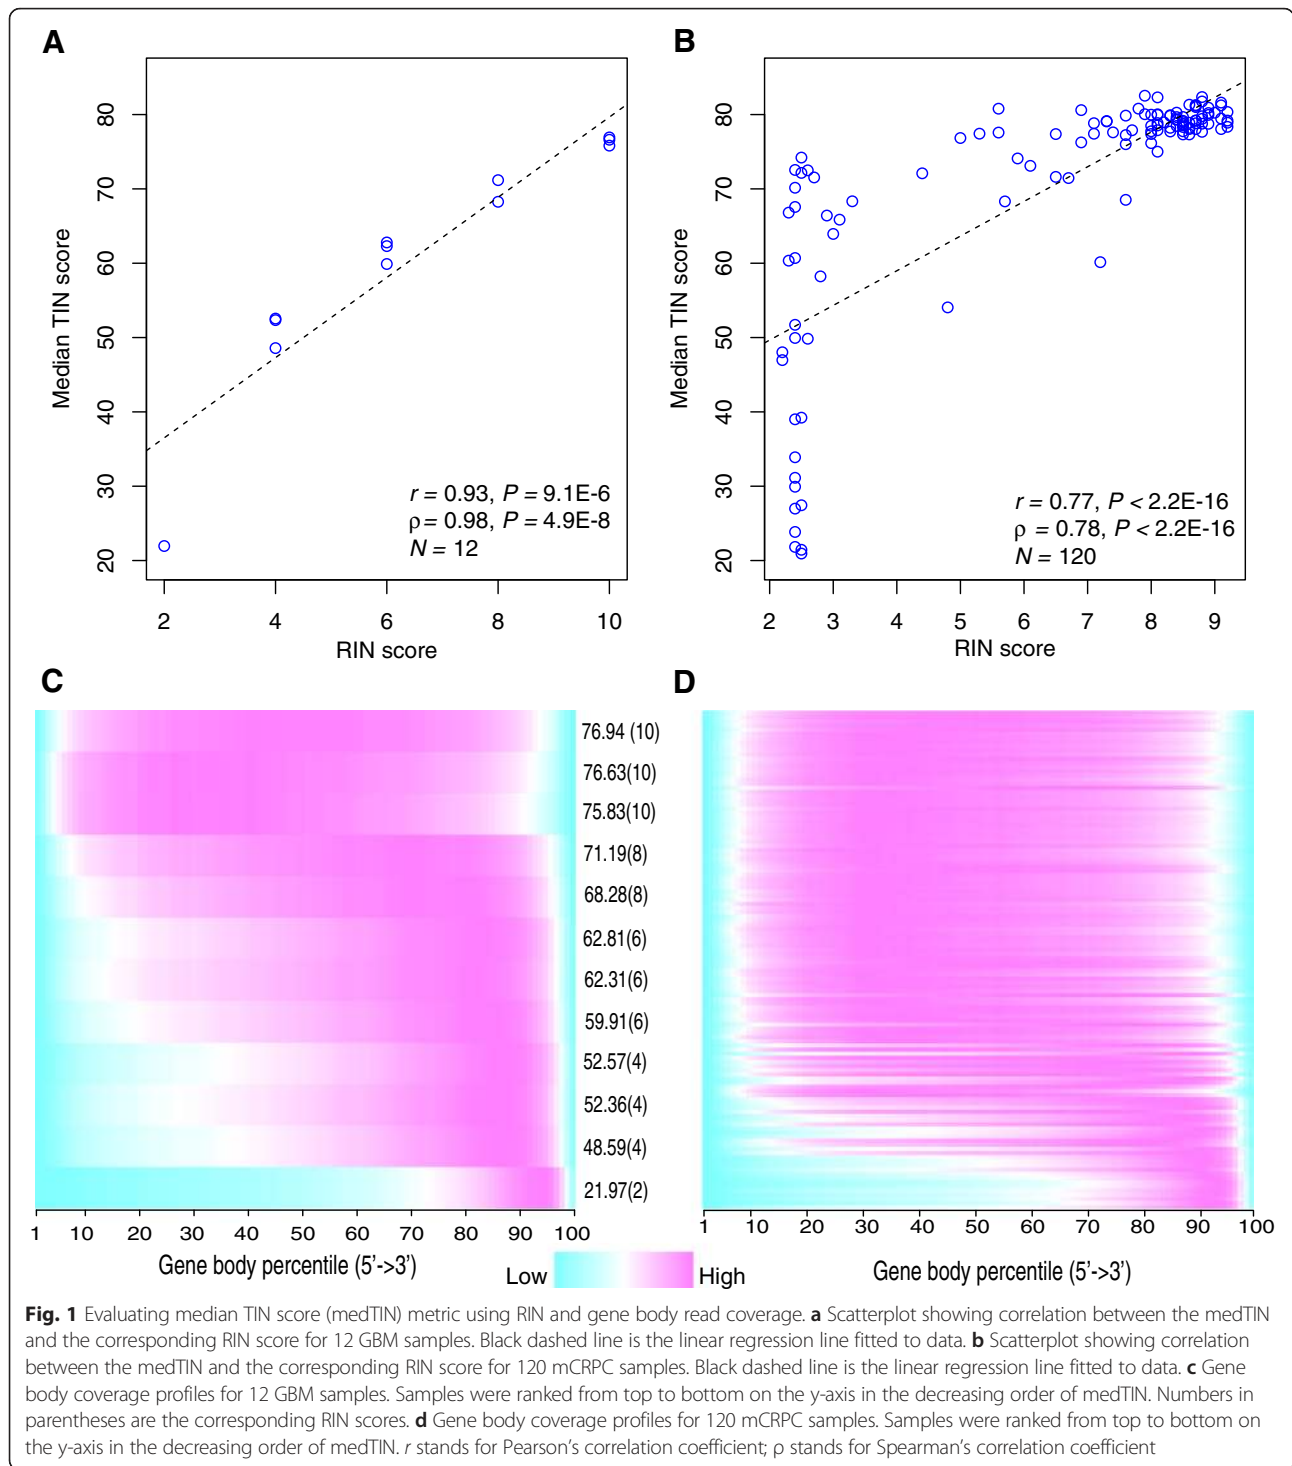 A
Median TIN score
80
70
60
50
40
30
20
r = 0.93, P = 9.1E-6
ρ = 0.98, P = 4.9E-8
N = 12
2 4 6 8 10
RIN score
B
Median TIN score
80
70
60
50
40
30
20
r = 0.77, P < 2.2E-16
ρ = 0.78, P < 2.2E-16
N = 120
2 3 4 5 6 7 8 9
RIN score
C
76.94 (10)
76.63(10)
75.83(10)
71.19(8)
68.28(8)
62.81(6)
62.31(6)
59.91(6)
52.57(4)
52.36(4)
48.59(4)
21.97(2)
1 10 20 30 40 50 60 70 80 90 100
Gene body percentile (5'->3')
D
1 10 20 30 40 50 60 70 80 90 100
Gene body percentile (5'->3')
Low High
Fig. 1 Evaluating median TIN score (medTIN) metric using RIN and gene body read coverage. a Scatterplot showing correlation between the medTIN
and the corresponding RIN score for 12 GBM samples. Black dashed line is the linear regression line fitted to data. b Scatterplot showing correlation
between the medTIN and the corresponding RIN score for 120 mCRPC samples. Black dashed line is the linear regression line fitted to data. c Gene
body coverage profiles for 12 GBM samples. Samples were ranked from top to bottom on the y-axis in the decreasing order of medTIN. Numbers in
parentheses are the corresponding RIN scores. d Gene body coverage profiles for 120 mCRPC samples. Samples were ranked from top to bottom on
the y-axis in the decreasing order of medTIN. r stands for Pearson's correlation coefficient; ρ stands for Spearman's correlation coefficient